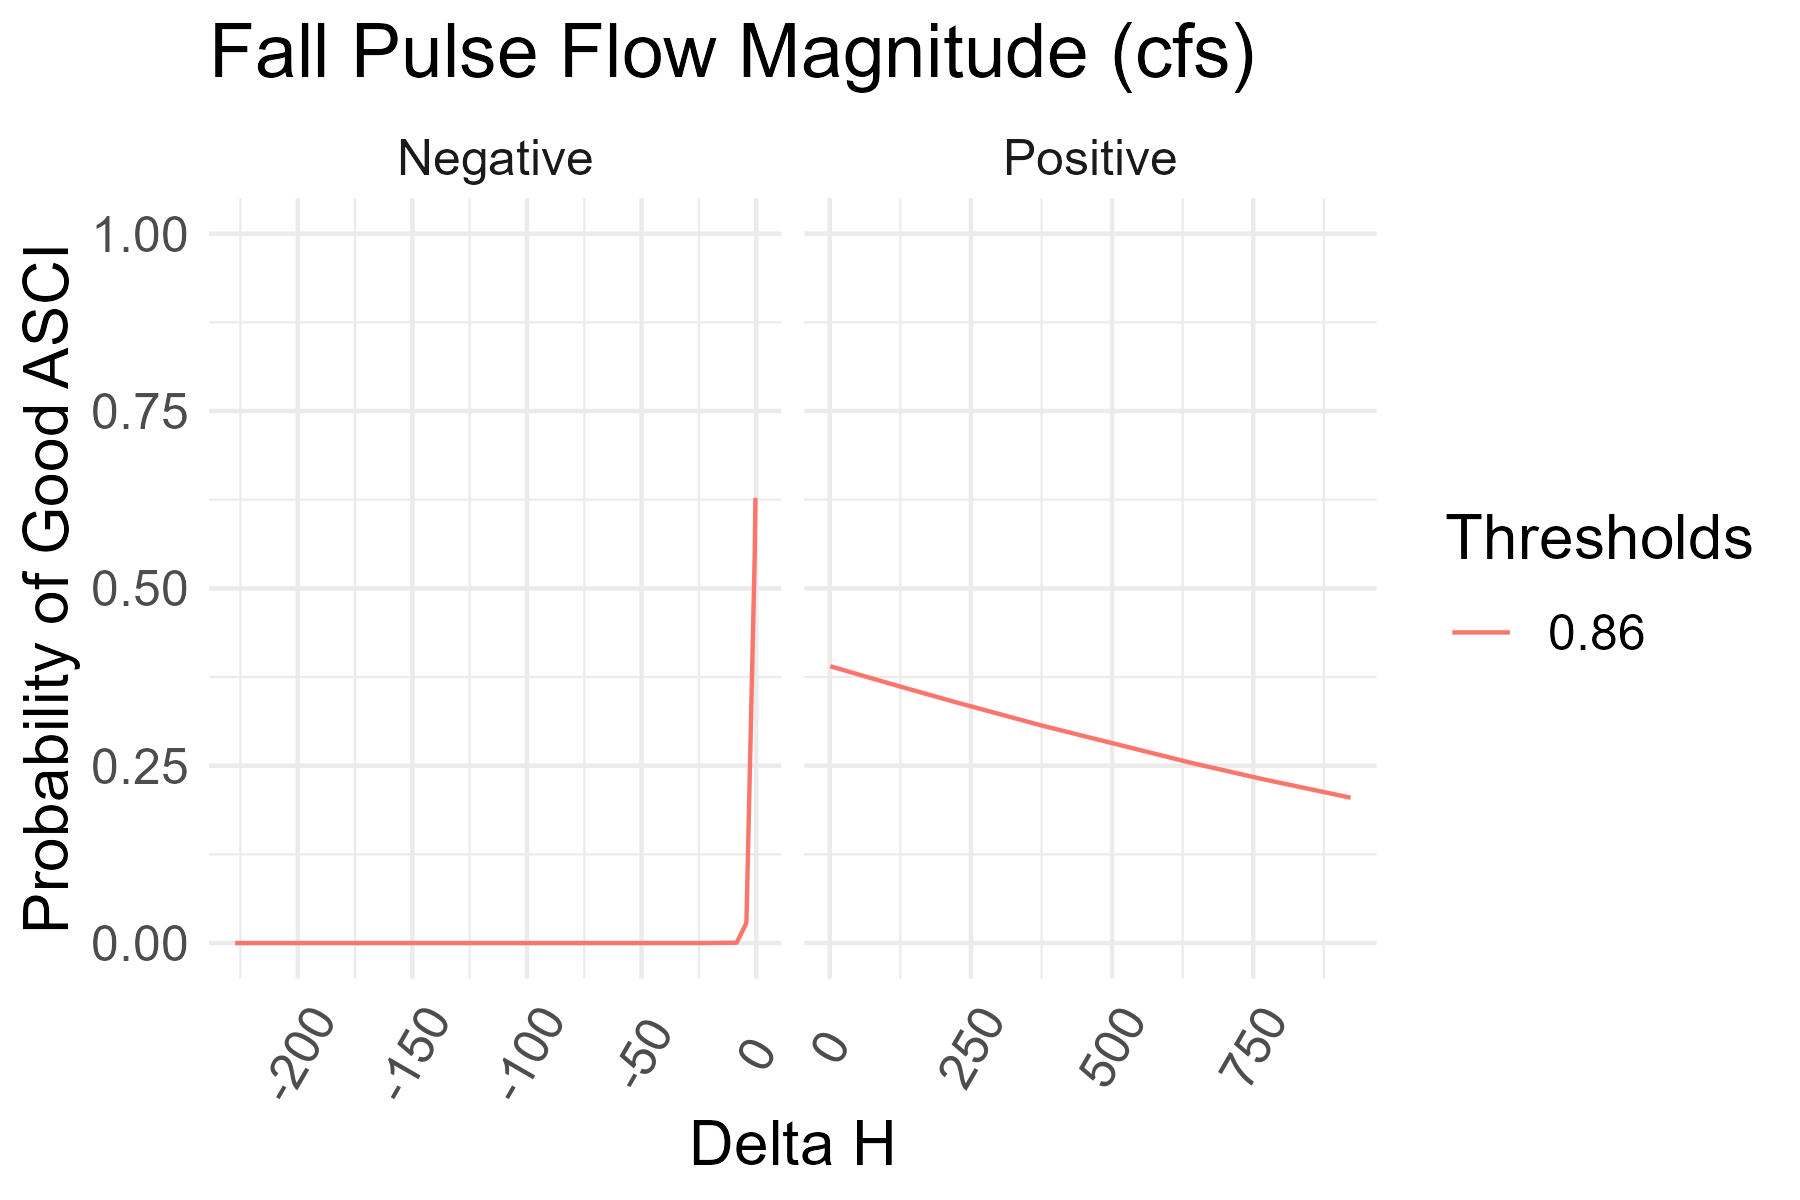 Fall Pulse Flow Magnitude (cfs)
Negative
Positive
Probability of Good ASCI
1.00
0.75
0.50
0.25
0.00
-200
-150
-100
-50
0
0
250
500
750
Delta H
Thresholds
0.86